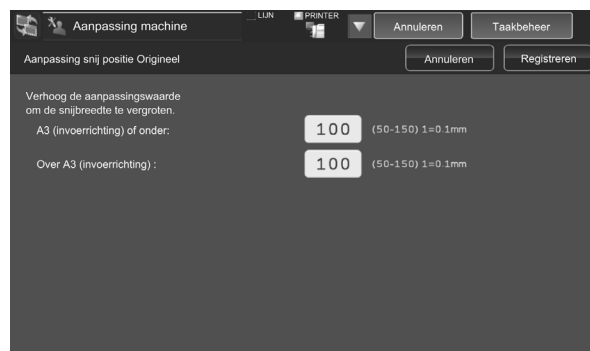 Aanpassing machine
LIJN
PRINTER
Annuleren
Taakbeheer
Aanpassing snij positie Origineel
Annuleren
Registreren
Verhoog de aanpassingswaarde
om de snijbreedte te vergroten.
A3 (invoerrichting) of onder:
100
(50-150) 1=0.1mm
Over A3 (invoerrichting) :
100
(50-150) 1=0.1mm